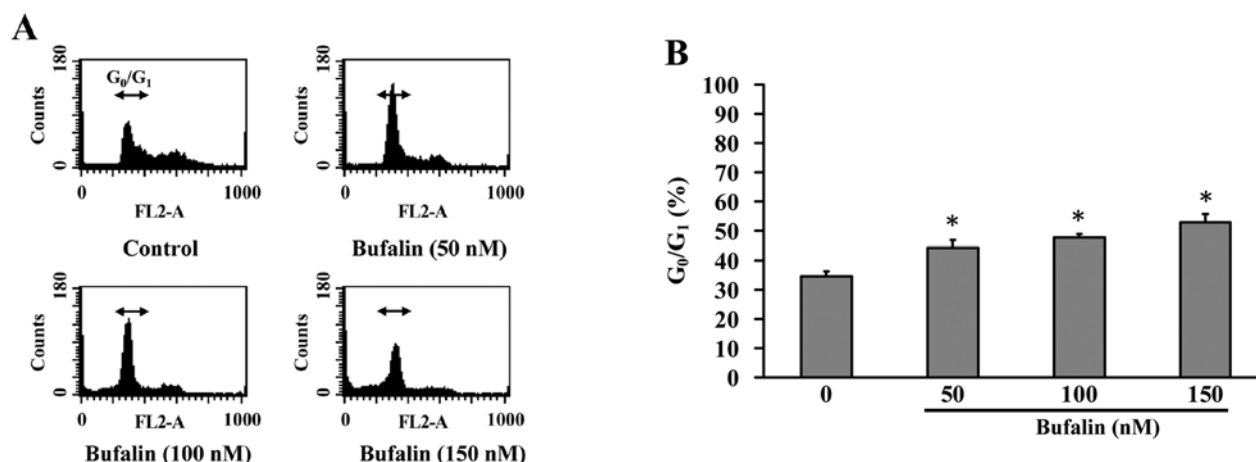 A
180
Counts
0
G₀/G₁
0 1000
FL2-A
Control
180
Counts
0
0 1000
FL2-A
Bufalin (50 nM)
180
Counts
0
0 1000
FL2-A
Bufalin (100 nM)
180
Counts
0
0 1000
FL2-A
Bufalin (150 nM)
B
G₀/G₁ (%)
100
90
80
70
60
50
40
30
20
10
0
* * *
0 50 100 150
Bufalin (nM)